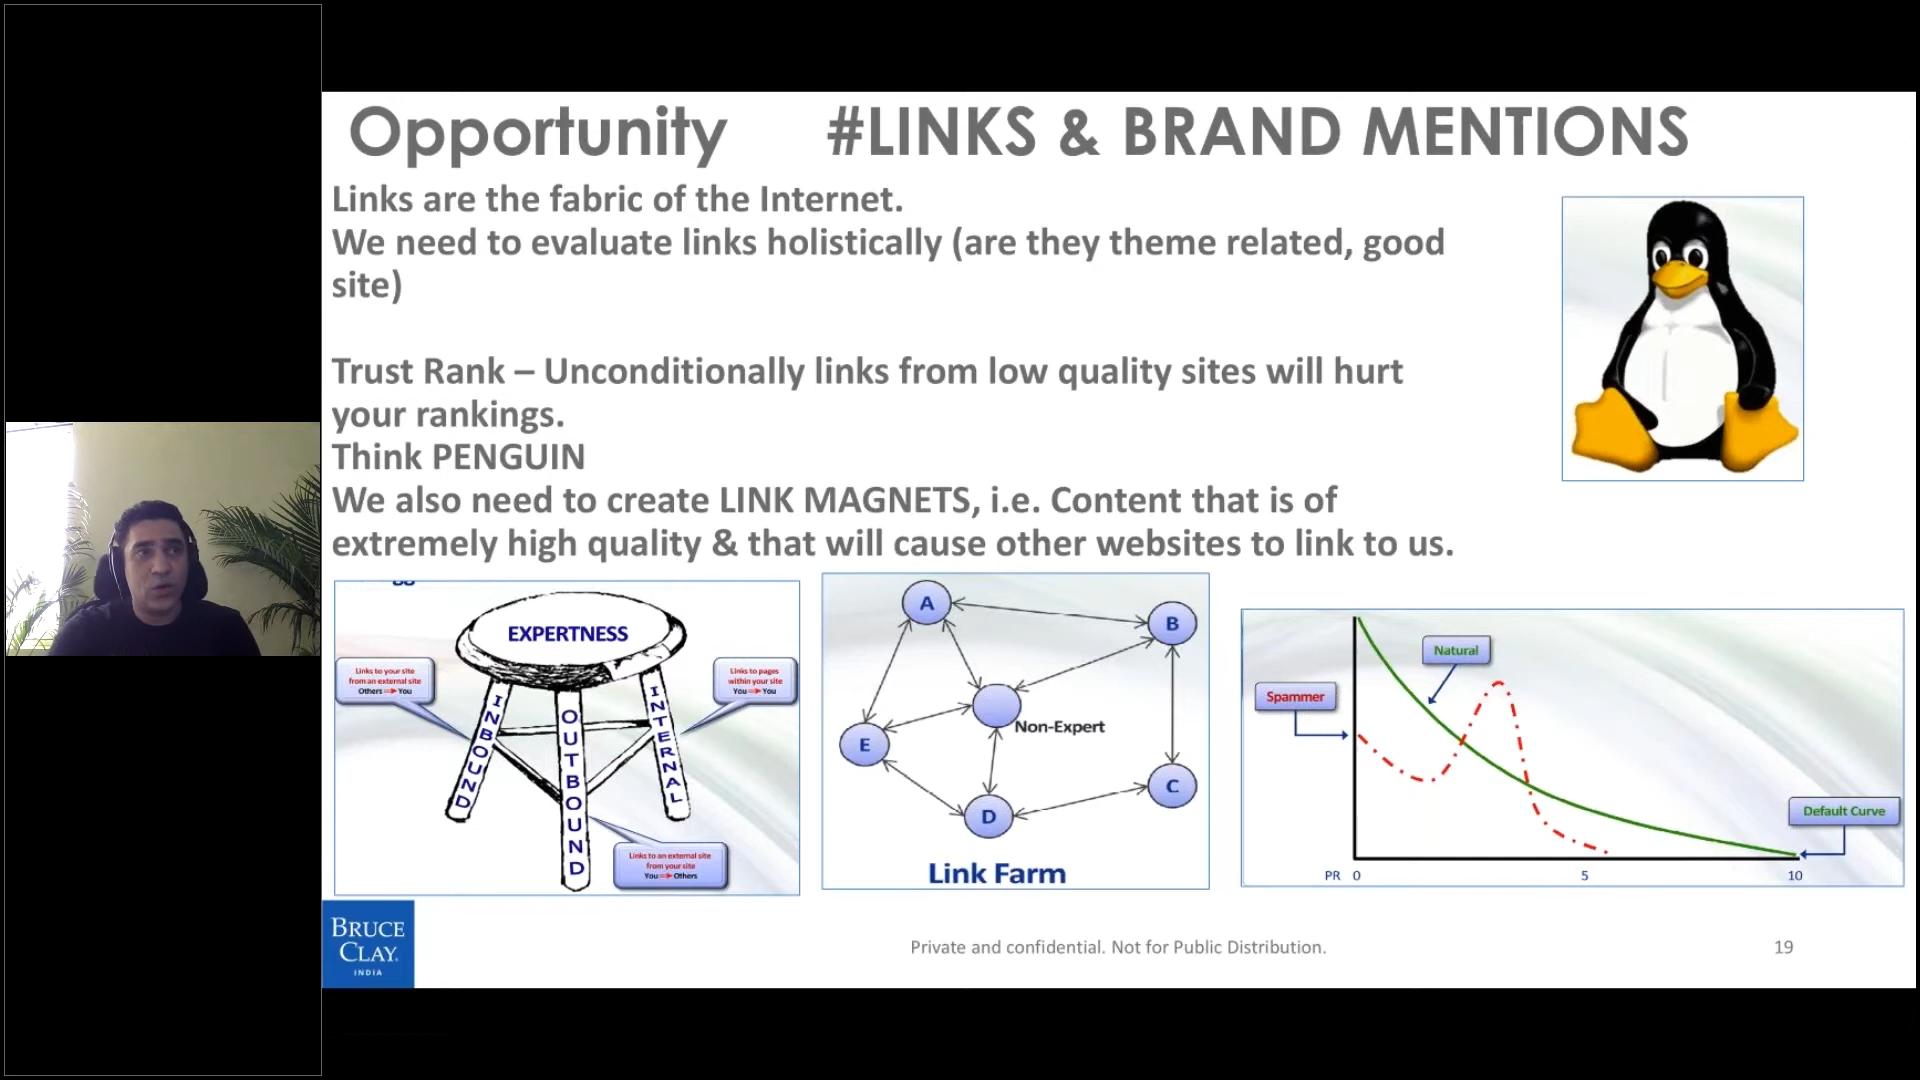 Opportunity #LINKS & BRAND MENTIONS
Links are the fabric of the Internet.
We need to evaluate links holistically (are they theme related, good
site)
Trust Rank – Unconditionally links from low quality sites will hurt
your rankings.
Think PENGUIN
We also need to create LINK MAGNETS, i.e. Content that is of
extremely high quality & that will cause other websites to link to us.
EXPERTNESS
Links to your site
from an external site
Others You
Links to pages
within your site
You You
INBOUND
OUTBOUND
INTERNAL
Links to an external site
from your site
You Others
A
B
Non-Expert
E
C
D
Link Farm
Natural
Spammer
Default Curve
PR 0 5 10
BRUCE
CLAY
INDIA
Private and confidential. Not for Public Distribution.
19